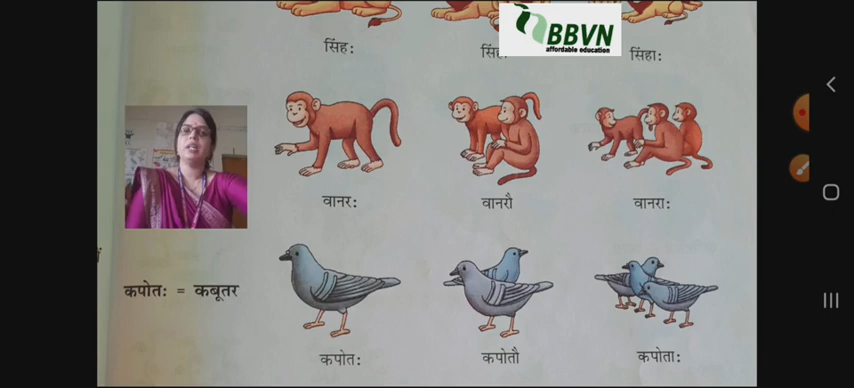 BBVN
affordable education
सिंहः
सिंहाः
वानरः
वानरौ
वानराः
कपोतः = कबूतर
कपोतः
कपोतौ
कपोताः